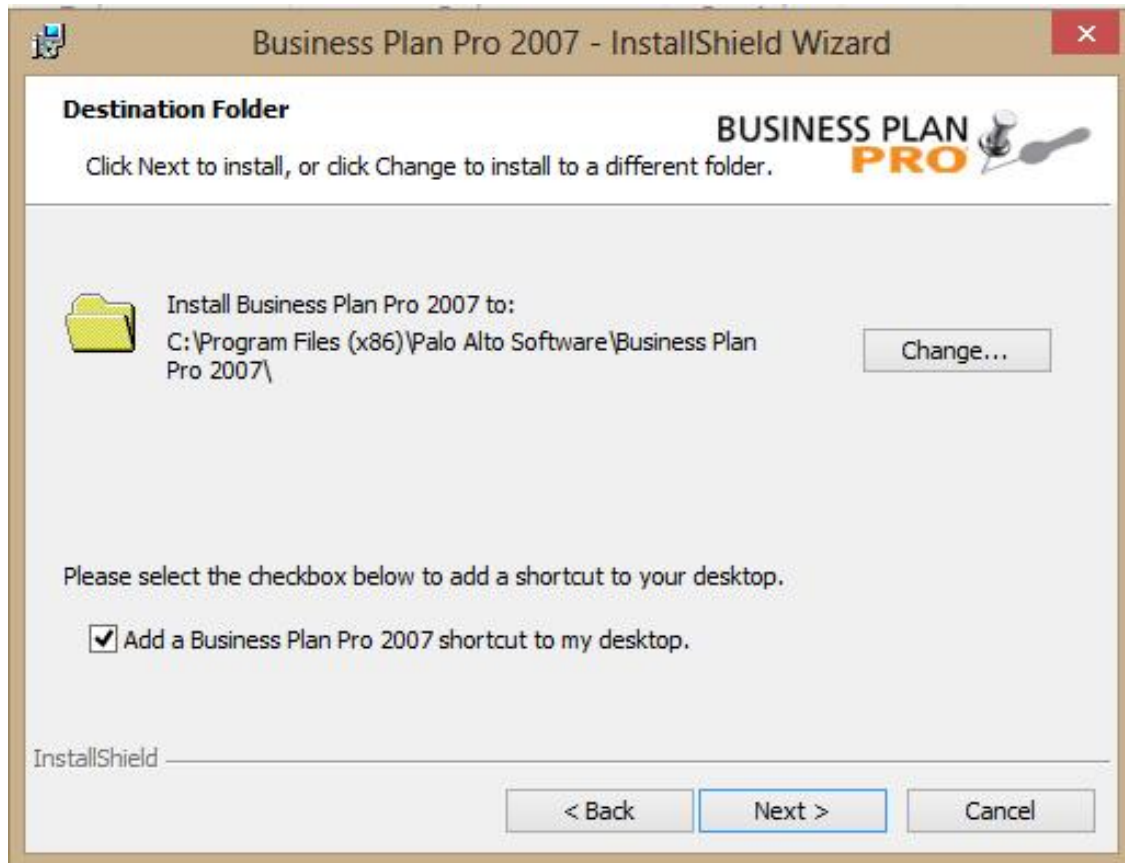 Business Plan Pro 2007 - InstallShield Wizard
Destination Folder
Click Next to install, or click Change to install to a different folder.
BUSINESS PLAN
PRO
Install Business Plan Pro 2007 to:
C:\Program Files (x86)\Palo Alto Software\Business Plan
Pro 2007\
Change...
Please select the checkbox below to add a shortcut to your desktop.
Add a Business Plan Pro 2007 shortcut to my desktop.
InstallShield
< Back
Next >
Cancel